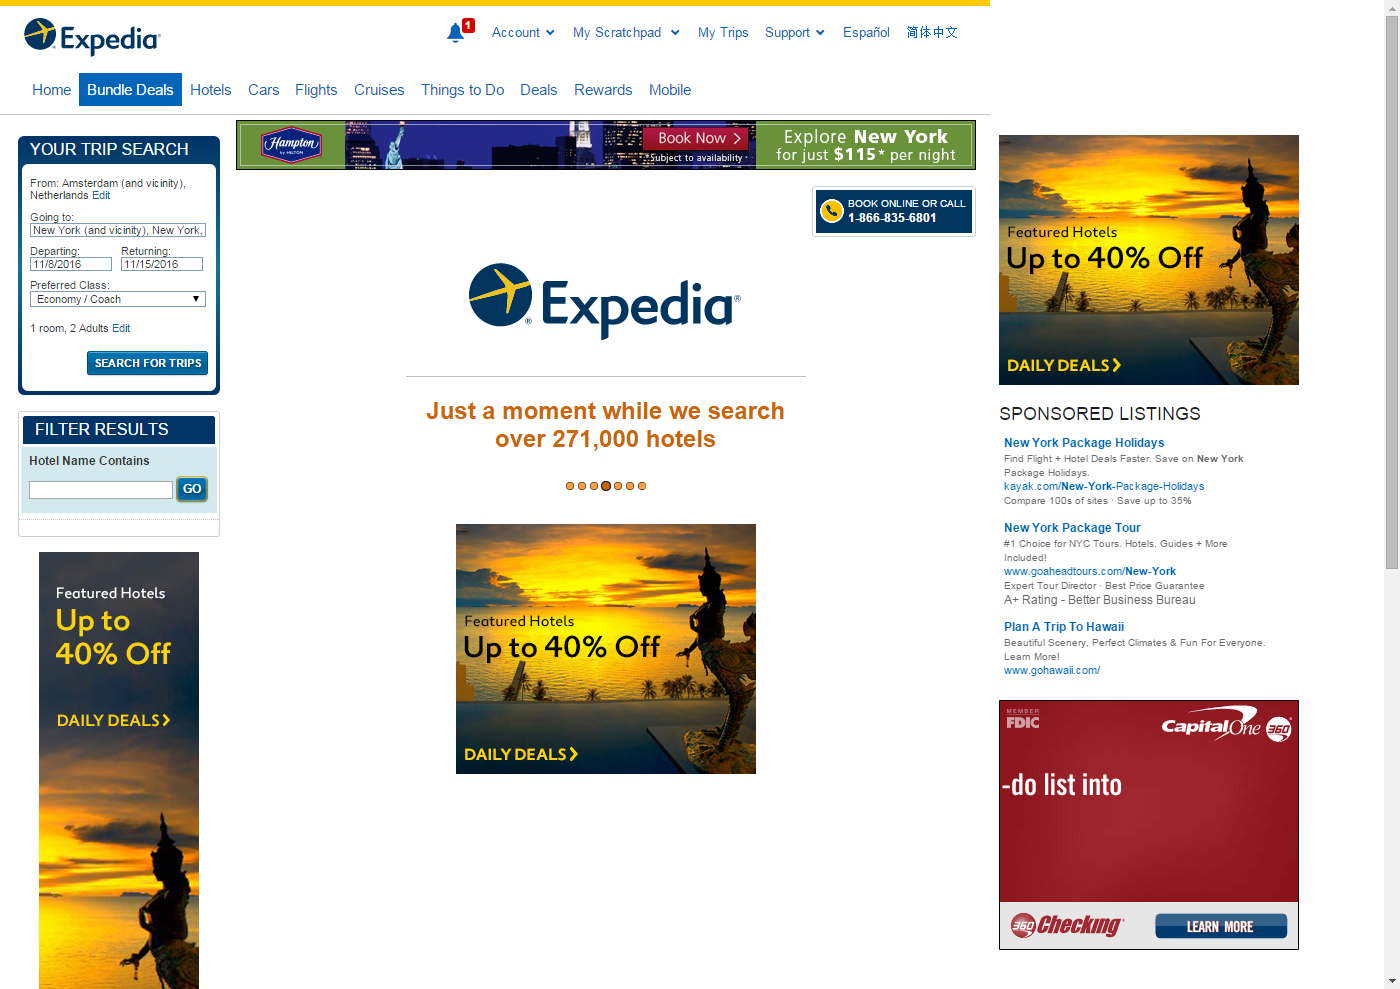 Expedia®
1
Account
My Scratchpad
My Trips
Support
Español
简体中文
Home
Bundle Deals
Hotels
Cars
Flights
Cruises
Things to Do
Deals
Rewards
Mobile
YOUR TRIP SEARCH
From: Amsterdam (and vicinity),
Netherlands Edit
Going to:
New York (and vicinity), New York,
Departing: Returning:
11/8/2016 11/15/2016
Preferred Class:
Economy / Coach
1 room, 2 Adults Edit
SEARCH FOR TRIPS
FILTER RESULTS
Hotel Name Contains
GO
Featured Hotels
Up to
40% Off
DAILY DEALS
Hampton
by HILTON
Book Now
Subject to availability
Explore New York
for just $115* per night
BOOK ONLINE OR CALL
1-866-835-6801
Expedia®
Just a moment while we search
over 271,000 hotels
Featured Hotels
Up to 40% Off
DAILY DEALS
Featured Hotels
Up to 40% Off
DAILY DEALS
SPONSORED LISTINGS
New York Package Holidays
Find Flight + Hotel Deals Faster. Save on New York
Package Holidays.
kayak.com/New-York-Package-Holidays
Compare 100s of sites · Save up to 35%
New York Package Tour
#1 Choice for NYC Tours. Hotels, Guides + More
Included!
www.goaheadtours.com/New-York
Expert Tour Director · Best Price Guarantee
A+ Rating - Better Business Bureau
Plan A Trip To Hawaii
Beautiful Scenery, Perfect Climates & Fun For Everyone.
Learn More!
www.gohawaii.com/
MEMBER
FDIC
Capital One 360®
-do list into
360 Checking®
LEARN MORE